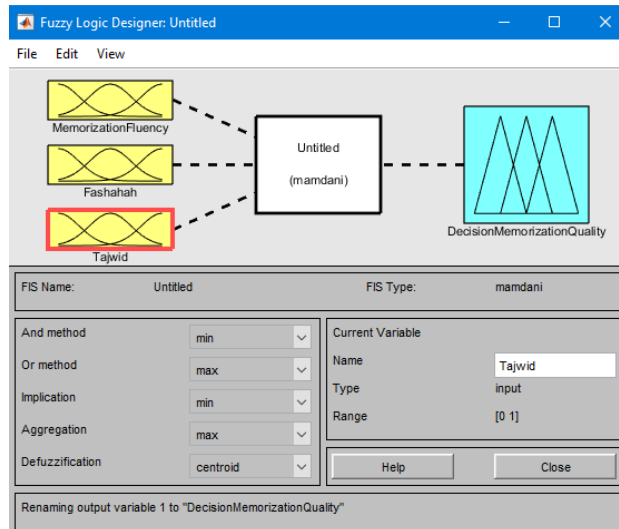 Fuzzy Logic Designer: Untitled
File Edit View
MemorizationFluency
Fashahah
Tajwid
Untitled
(mamdani)
DecisionMemorizationQuality
FIS Name: Untitled FIS Type: mamdani
And method min
Or method max
Implication min
Aggregation max
Defuzzification centroid
Current Variable
Name Tajwid
Type input
Range [0 1]
Help Close
Renaming output variable 1 to "DecisionMemorizationQuality"